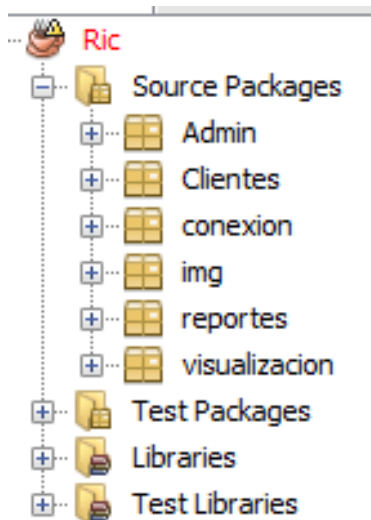 Ric
Source Packages
Admin
Clientes
conexion
img
reportes
visualizacion
Test Packages
Libraries
Test Libraries